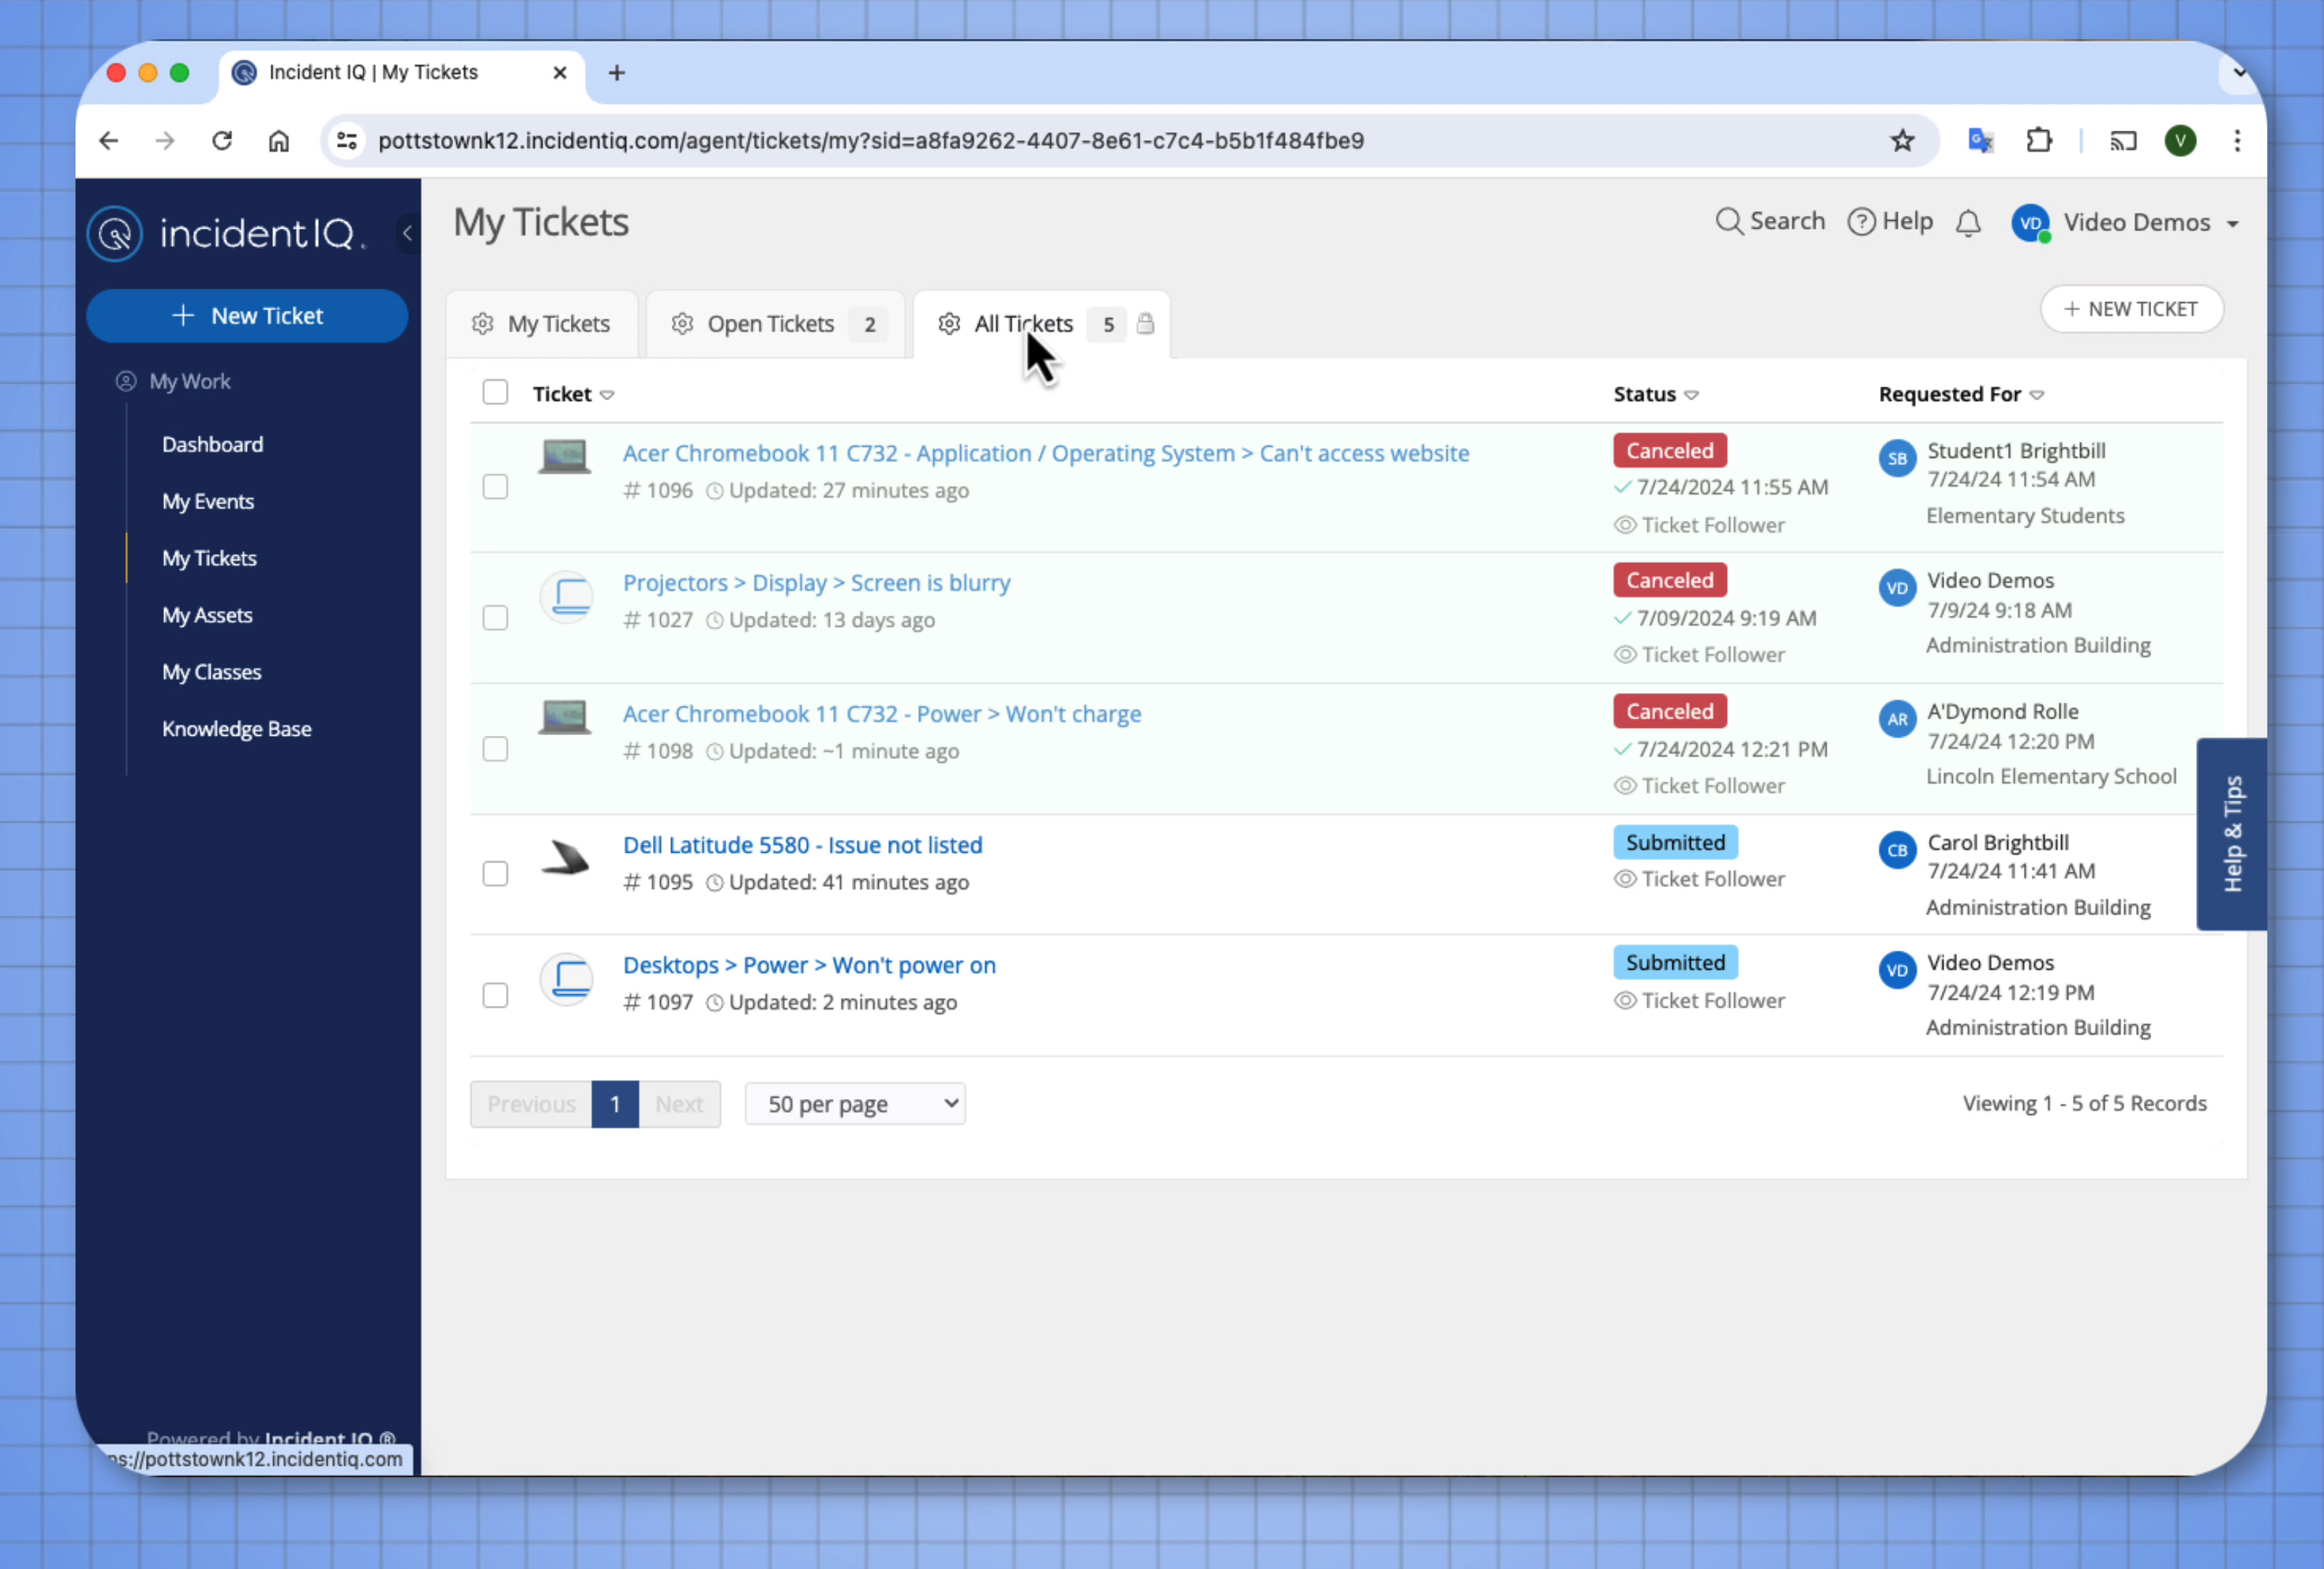 Incident IQ | My Tickets
pottstownk12.incidentiq.com/agent/tickets/my?sid=a8fa9262-4407-8e61-c7c4-b5b1f484fbe9
V
incidentIQ.
My Tickets
Search
Help
VD
Video Demos
+ New Ticket
My Work
Dashboard
My Events
My Tickets
My Assets
My Classes
Knowledge Base
My Tickets
Open Tickets 2
All Tickets 5
+ NEW TICKET
Ticket
Status
Requested For
Acer Chromebook 11 C732 - Application / Operating System > Can't access website
# 1096 Updated: 27 minutes ago
Canceled
7/24/2024 11:55 AM
Ticket Follower
SB
Student1 Brightbill
7/24/24 11:54 AM
Elementary Students
Projectors > Display > Screen is blurry
# 1027 Updated: 13 days ago
Canceled
7/09/2024 9:19 AM
Ticket Follower
VD
Video Demos
7/9/24 9:18 AM
Administration Building
Acer Chromebook 11 C732 - Power > Won't charge
# 1098 Updated: ~1 minute ago
Canceled
7/24/2024 12:21 PM
Ticket Follower
AR
A'Dymond Rolle
7/24/24 12:20 PM
Lincoln Elementary School
Dell Latitude 5580 - Issue not listed
# 1095 Updated: 41 minutes ago
Submitted
Ticket Follower
CB
Carol Brightbill
7/24/24 11:41 AM
Administration Building
Desktops > Power > Won't power on
# 1097 Updated: 2 minutes ago
Submitted
Ticket Follower
VD
Video Demos
7/24/24 12:19 PM
Administration Building
Help & Tips
Previous 1 Next
50 per page
Viewing 1 - 5 of 5 Records
Powered by Incident IQ ®
ps://pottstownk12.incidentiq.com